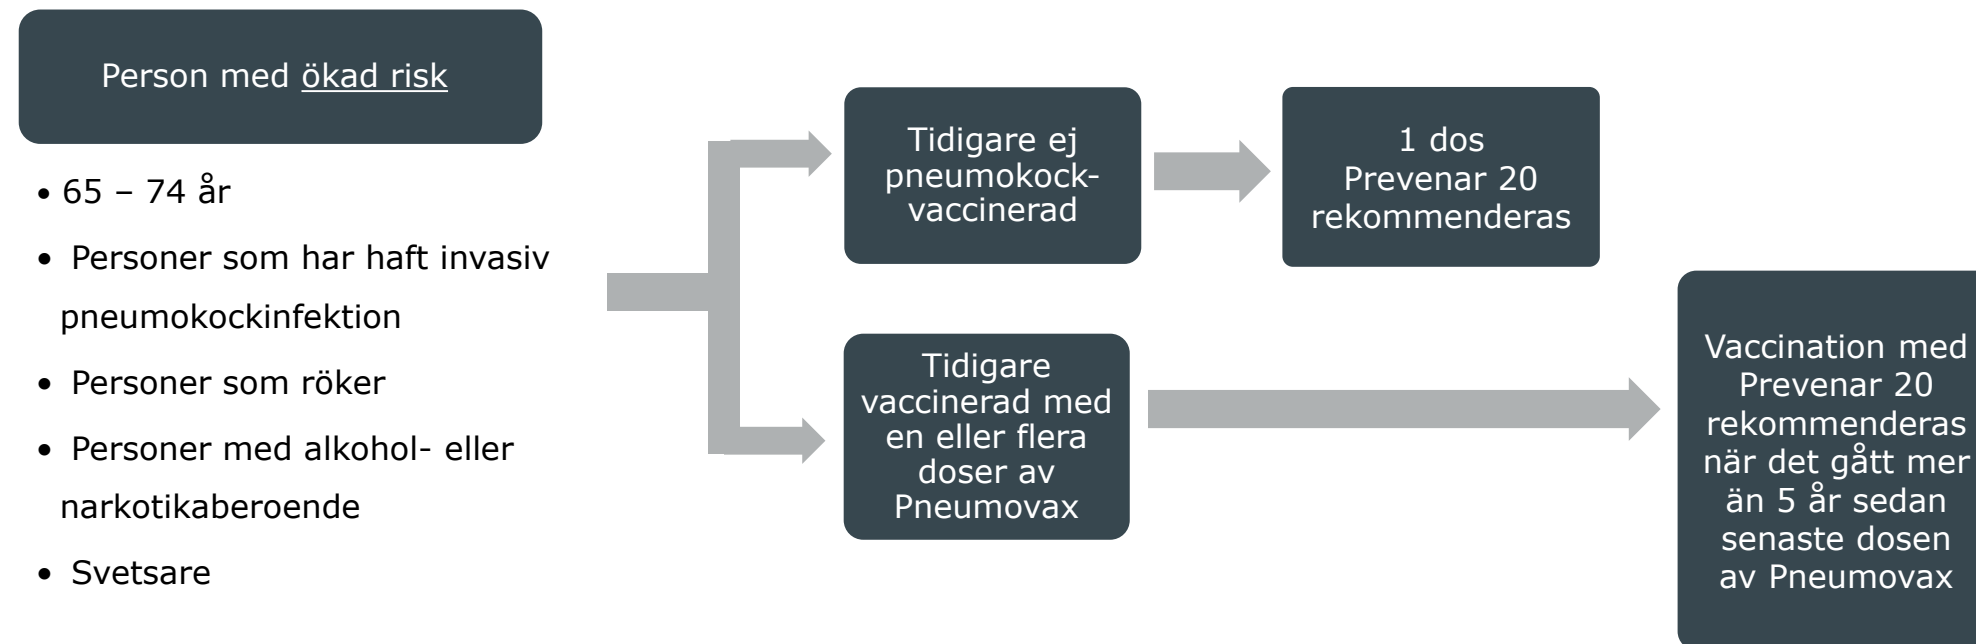 Person med ökad risk
• 65 – 74 år
• Personer som har haft invasiv
pneumokockinfektion
• Personer som röker
• Personer med alkohol- eller
narkotikaberoende
• Svetsare
Tidigare ej
pneumokock-
vaccinerad
1 dos
Prevenar 20
rekommenderas
Tidigare
vaccinerad med
en eller flera
doser av
Pneumovax
Vaccination med
Prevenar 20
rekommenderas
när det gått mer
än 5 år sedan
senaste dosen
av Pneumovax